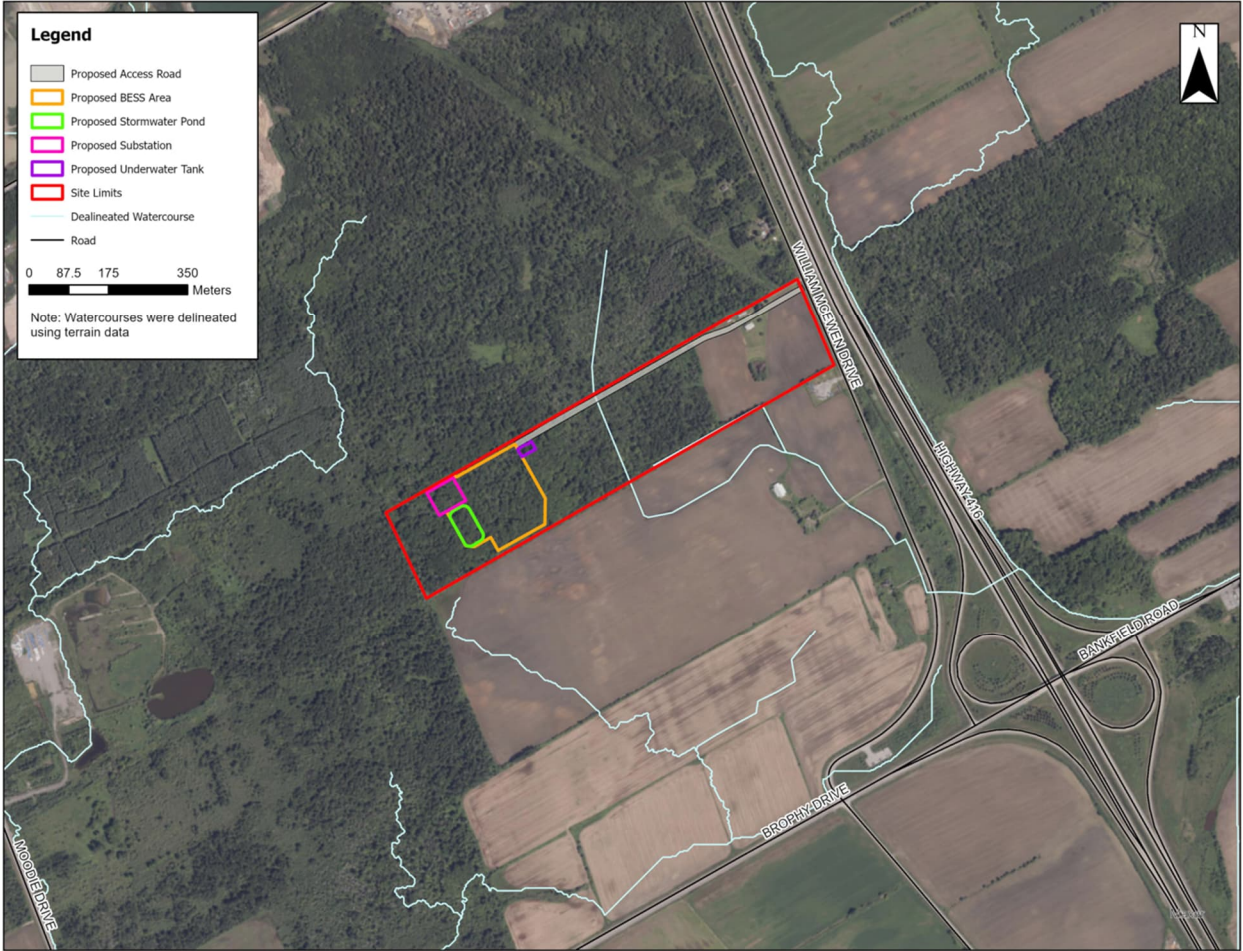 Legend
Proposed Access Road
Proposed BESS Area
Proposed Stormwater Pond
Proposed Substation
Proposed Underwater Tank
Site Limits
Dealineated Watercourse
Road
0 87.5 175 350
Meters
Note: Watercourses were delineated
using terrain data
N
WILLIAM MCEWEN DRIVE
HIGHWAY 416
BANKFIELD ROAD
BROPHY DRIVE
MOODIE DRIVE